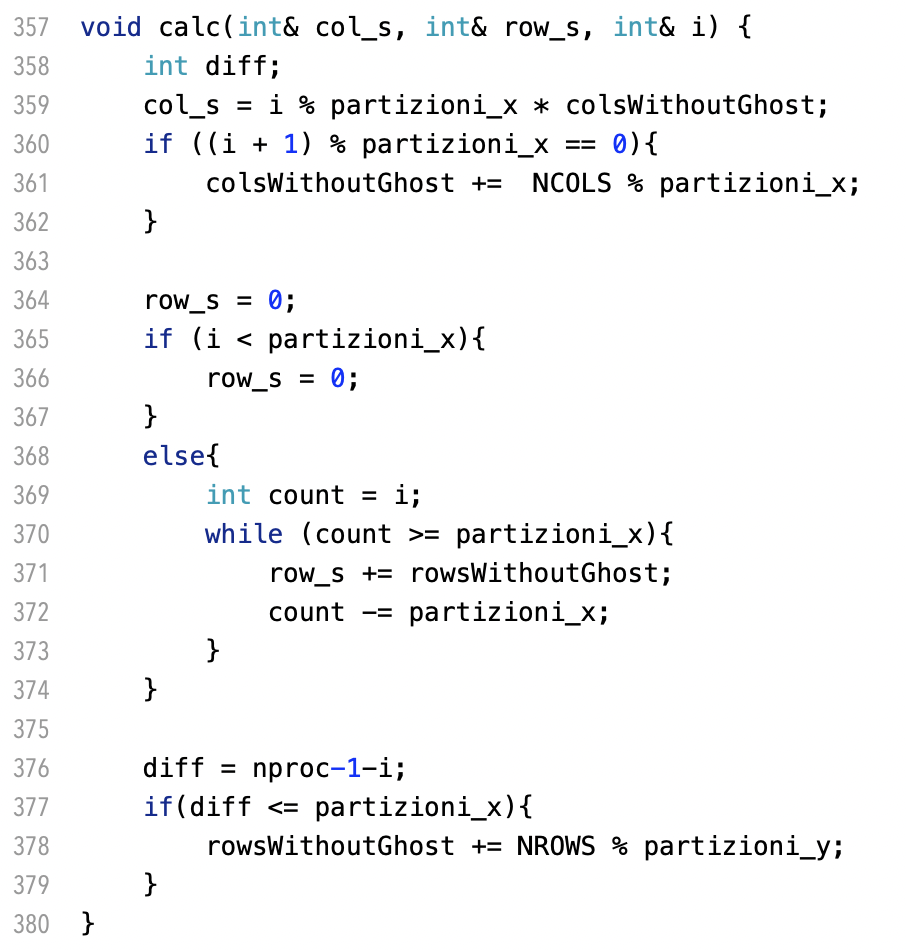 357 void calc(int& col_s, int& row_s, int& i) {
358     int diff;
359     col_s = i % partizioni_x * colsWithoutGhost;
360     if ((i + 1) % partizioni_x == 0){
361         colsWithoutGhost +=  NCOLS % partizioni_x;
362     }
363
364     row_s = 0;
365     if (i < partizioni_x){
366         row_s = 0;
367     }
368     else{
369         int count = i;
370         while (count >= partizioni_x){
371             row_s += rowsWithoutGhost;
372             count -= partizioni_x;
373         }
374     }
375
376     diff = nproc-1-i;
377     if(diff <= partizioni_x){
378         rowsWithoutGhost += NROWS % partizioni_y;
379     }
380 }